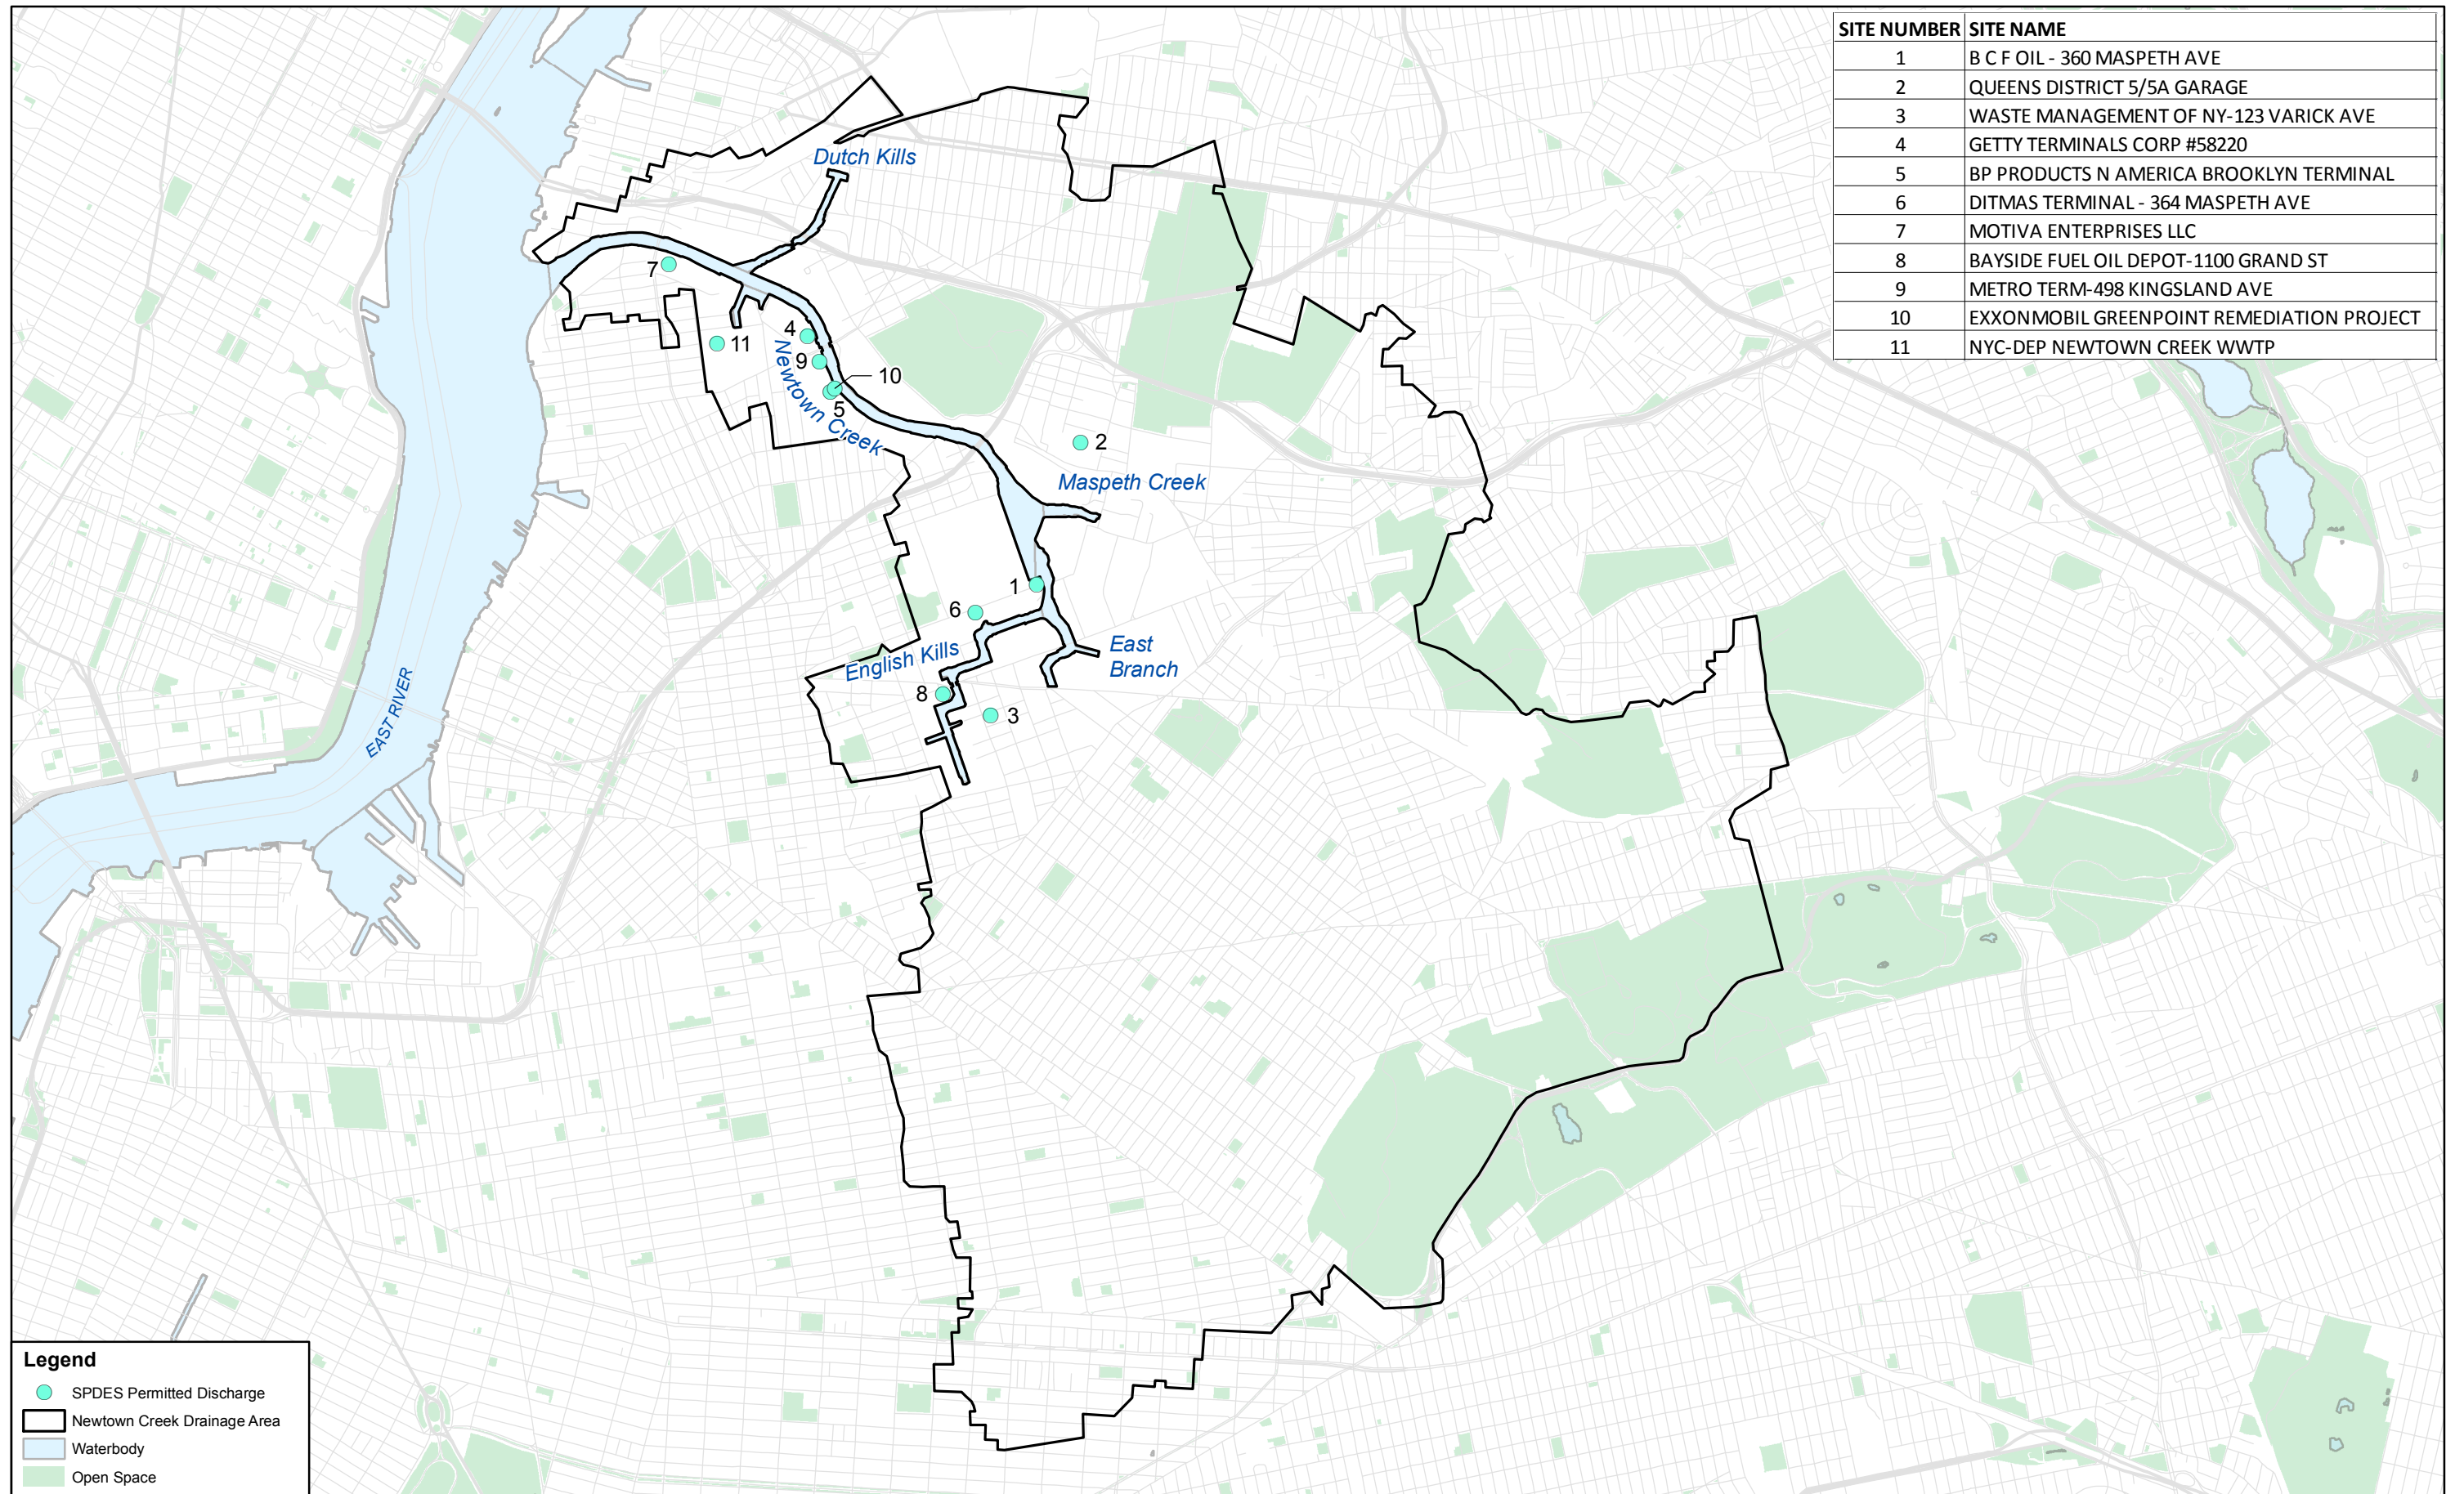 SITE NUMBER SITE NAME
1 B C F OIL - 360 MASPETH AVE
2 QUEENS DISTRICT 5/5A GARAGE
3 WASTE MANAGEMENT OF NY-123 VARICK AVE
4 GETTY TERMINALS CORP #58220
5 BP PRODUCTS N AMERICA BROOKLYN TERMINAL
6 DITMAS TERMINAL - 364 MASPETH AVE
7 MOTIVA ENTERPRISES LLC
8 BAYSIDE FUEL OIL DEPOT-1100 GRAND ST
9 METRO TERM-498 KINGSLAND AVE
10 EXXONMOBIL GREENPOINT REMEDIATION PROJECT
11 NYC-DEP NEWTOWN CREEK WWTP
Dutch Kills
7
4
11
9
10
5
Newtown Creek
2
Maspeth Creek
1
6
English Kills
East
Branch
8
3
EAST RIVER
Legend
SPDES Permitted Discharge
Newtown Creek Drainage Area
Waterbody
Open Space